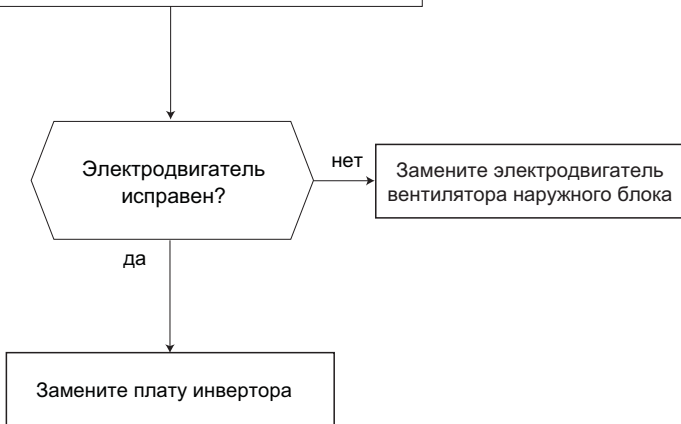 Электродвигатель
исправен?
нет
Замените электродвигатель
вентилятора наружного блока
да
Замените плату инвертора